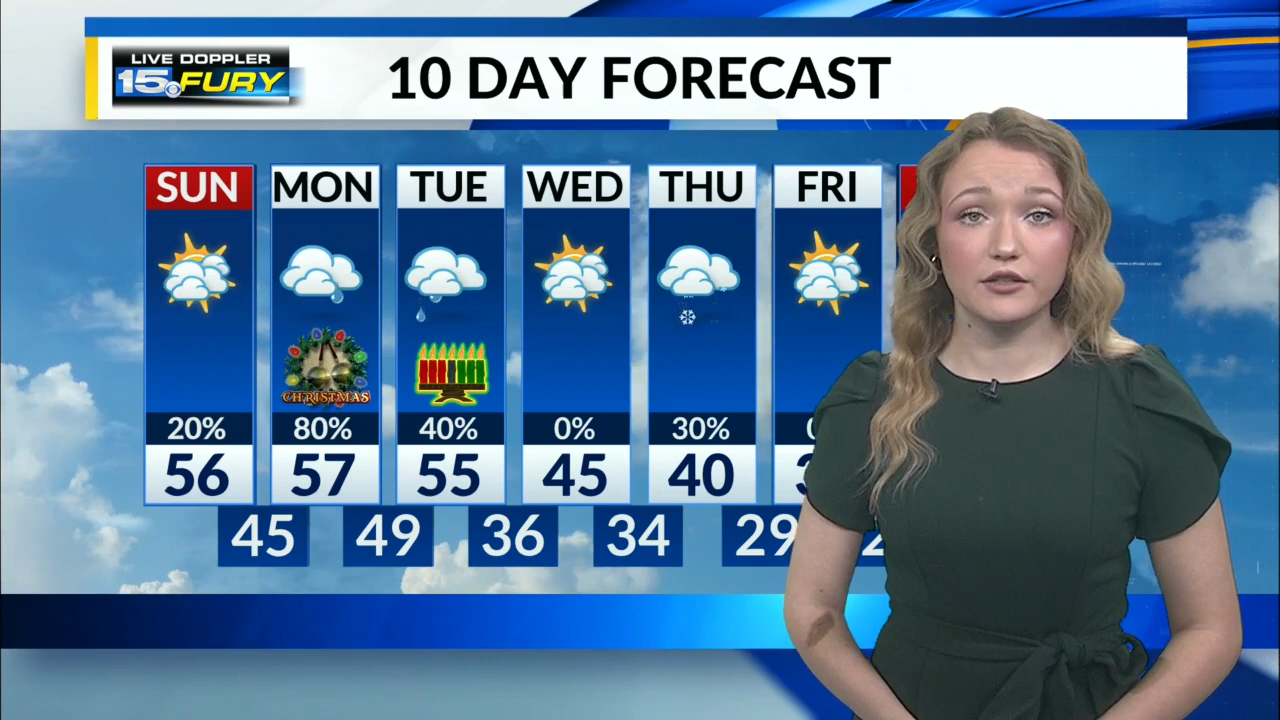 LIVE DOPPLER
15 FURY
10 DAY FORECAST
SUN MON TUE WED THU FRI
CHRISTMAS
20% 80% 40% 0% 30%
56 57 55 45 40
45 49 36 34 29